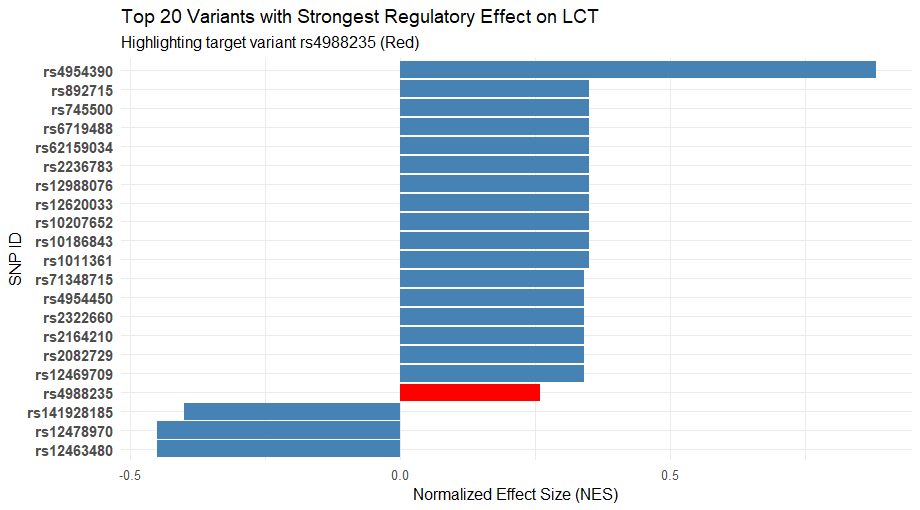 Top 20 Variants with Strongest Regulatory Effect on LCT
Highlighting target variant rs4988235 (Red)
SNP ID
rs4954390
rs892715
rs745500
rs6719488
rs62159034
rs2236783
rs12988076
rs12620033
rs10207652
rs10186843
rs1011361
rs71348715
rs4954450
rs2322660
rs2164210
rs2082729
rs12469709
rs4988235
rs141928185
rs12478970
rs12463480
-0.5 0.0 0.5
Normalized Effect Size (NES)